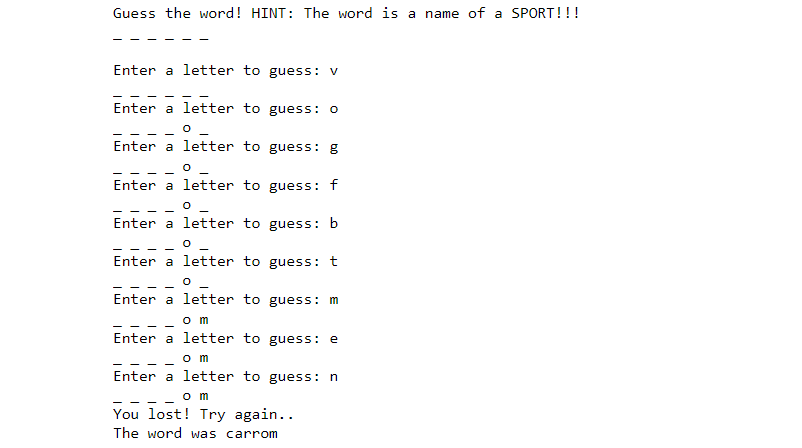 Guess the word! HINT: The word is a name of a SPORT!!!
_ _ _ _ _ _
Enter a letter to guess: v
_ _ _ _ _ _
Enter a letter to guess: o
_ _ _ _ o _
Enter a letter to guess: g
_ _ _ _ o _
Enter a letter to guess: f
_ _ _ _ o _
Enter a letter to guess: b
_ _ _ _ o _
Enter a letter to guess: t
_ _ _ _ o _
Enter a letter to guess: m
_ _ _ _ o m
Enter a letter to guess: e
_ _ _ _ o m
Enter a letter to guess: n
_ _ _ _ o m
You lost! Try again..
The word was carrom